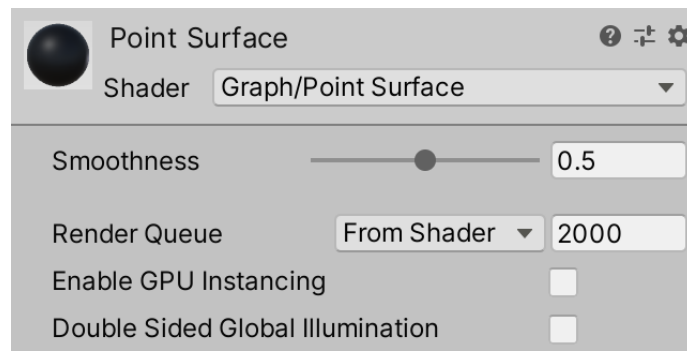 Point Surface
Shader Graph/Point Surface
Smoothness 0.5
Render Queue From Shader 2000
Enable GPU Instancing
Double Sided Global Illumination